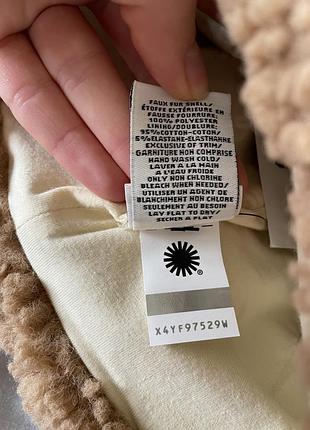 FAUX FUR SHELL/
ÉTOFFE EXTÉRIEURE EN
FAUSSE FOURRURE:
100% POLYESTER
LINING/DOUBLURE:
95% COTTON-COTON/
5% ELASTANE-ÉLASTHANNE
EXCLUSIVE OF TRIM/
GARNITURE NON COMPRISE
HAND WASH COLD/
LAVER À LA MAIN
À L'EAU FROIDE
ONLY NON CHLORINE
BLEACH WHEN NEEDED/
UTILISER UN AGENT DE
BLANCHIMENT NON CHLORE
SEULEMENT AU BESOIN
LAY FLAT TO DRY/
SÉCHER À PLAT
®
X4YF97529W